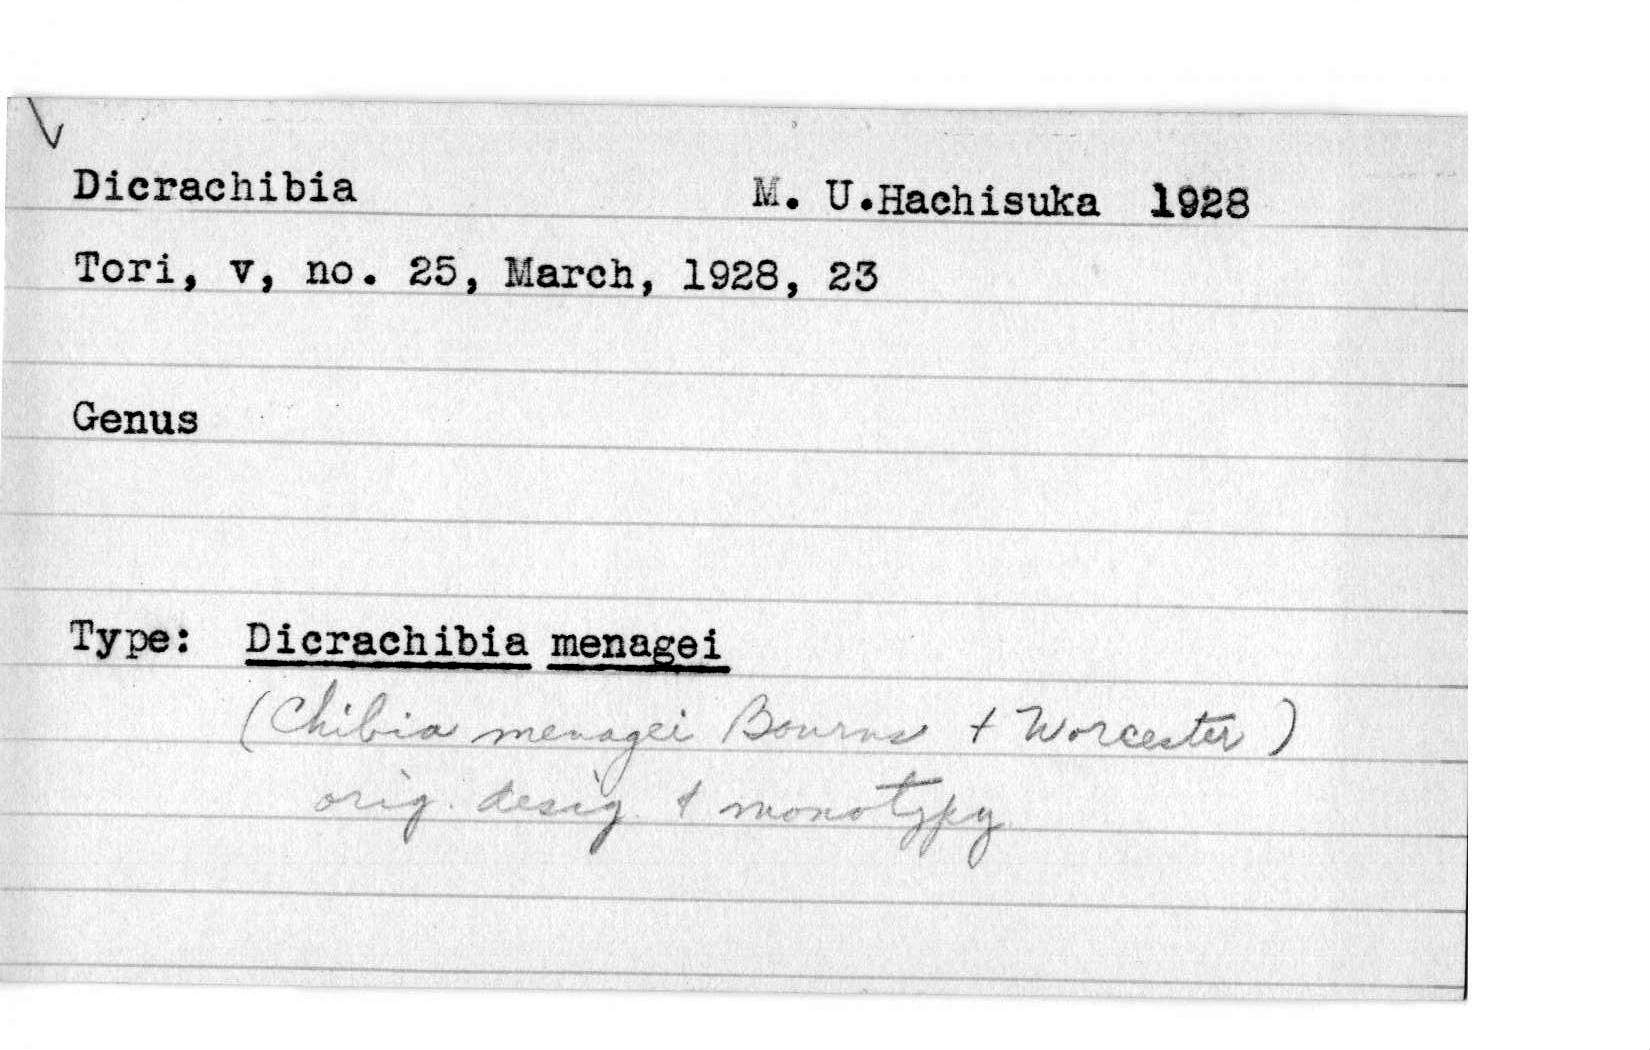 Dicrachibia M. U.Hachisuka 1928
Tori, v, no. 25, March, 1928, 23
Genus
Type: Dicrachibia menagei
(Chibia menagei Bourns + Worcester)
orig. desig. & monotypy